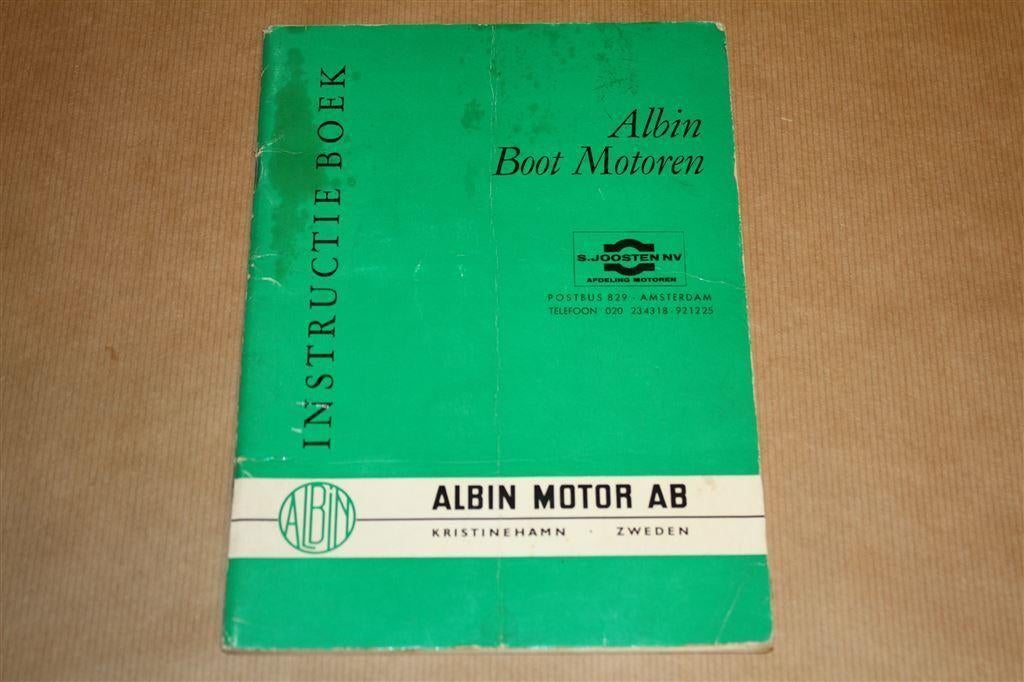 INSTRUCTIE BOEK
Albin
Boot Motoren
S.JOOSTEN NV
AFDELING MOTOREN
POSTBUS 829 - AMSTERDAM
TELEFOON 020 234318 - 921225
ALBIN
ALBIN MOTOR AB
KRISTINEHAMN · ZWEDEN